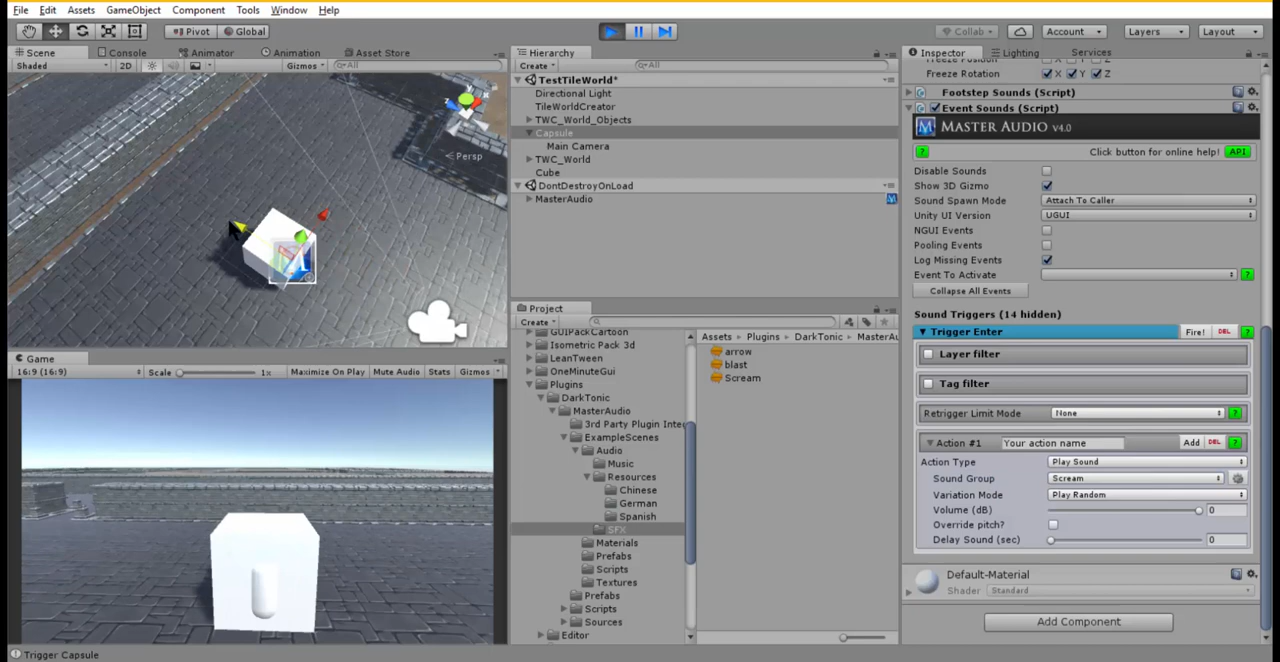 File Edit Assets GameObject Component Tools Window Help
Pivot Global Collab Account Layers Layout
Scene Console Animator Animation Asset Store
Shaded 2D Gizmos All
Persp
Game
16:9 (16:9) Scale 1x Maximize On Play Mute Audio Stats Gizmos
Hierarchy
Create All
TestTileWorld*
Directional Light
TileWorldCreator
TWC_World_Objects
Capsule
Main Camera
TWC_World
Cube
DontDestroyOnLoad
MasterAudio
Project
Create
GUIPackCartoon
Isometric Pack 3d
LeanTween
OneMinuteGui
Plugins
DarkTonic
MasterAudio
3rd Party Plugin Integ
ExampleScenes
Audio
Music
Resources
Chinese
German
Spanish
SFX
Materials
Prefabs
Scripts
Textures
Prefabs
Scripts
Sources
Editor
Assets Plugins DarkTonic MasterAu
arrow
blast
Scream
Inspector Lighting Services
Freeze Position X Y Z
Freeze Rotation X Y Z
Footstep Sounds (Script)
Event Sounds (Script)
MASTER AUDIO V4.0
? Click button for online help! API
Disable Sounds
Show 3D Gizmo
Sound Spawn Mode Attach To Caller
Unity UI Version UGUI
NGUI Events
Pooling Events
Log Missing Events
Event To Activate ?
Collapse All Events
Sound Triggers (14 hidden)
Trigger Enter Fire! DEL ?
Layer filter
Tag filter
Retrigger Limit Mode None ?
Action #1 Your action name Add DEL ?
Action Type Play Sound
Sound Group Scream
Variation Mode Play Random
Volume (dB) 0
Override pitch?
Delay Sound (sec) 0
Default-Material
Shader Standard
Add Component
Trigger Capsule